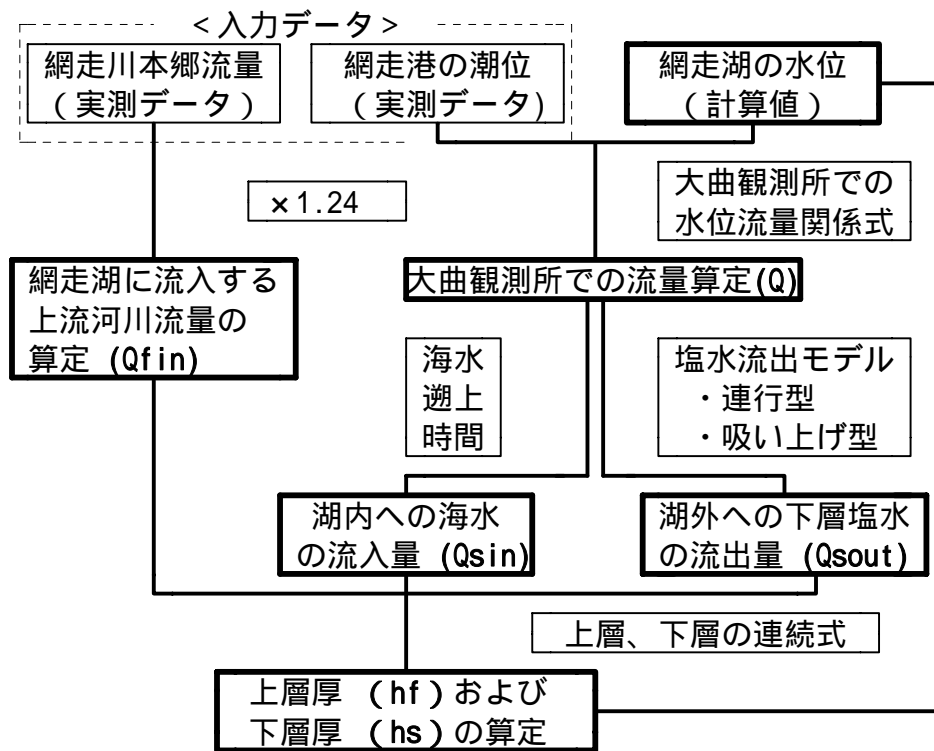 ＜入力データ＞
網走川本郷流量
（実測データ）
網走港の潮位
（実測データ)
網走湖の水位
（計算値）
×1.24
大曲観測所での
水位流量関係式
網走湖に流入する
上流河川流量の
算定 (Qfin)
大曲観測所での流量算定(Q)
海水
遡上
時間
塩水流出モデル
・連行型
・吸い上げ型
湖内への海水
の流入量 (Qsin)
湖外への下層塩水
の流出量 (Qsout)
上層、下層の連続式
上層厚 （hf）および
下層厚 （hs）の算定